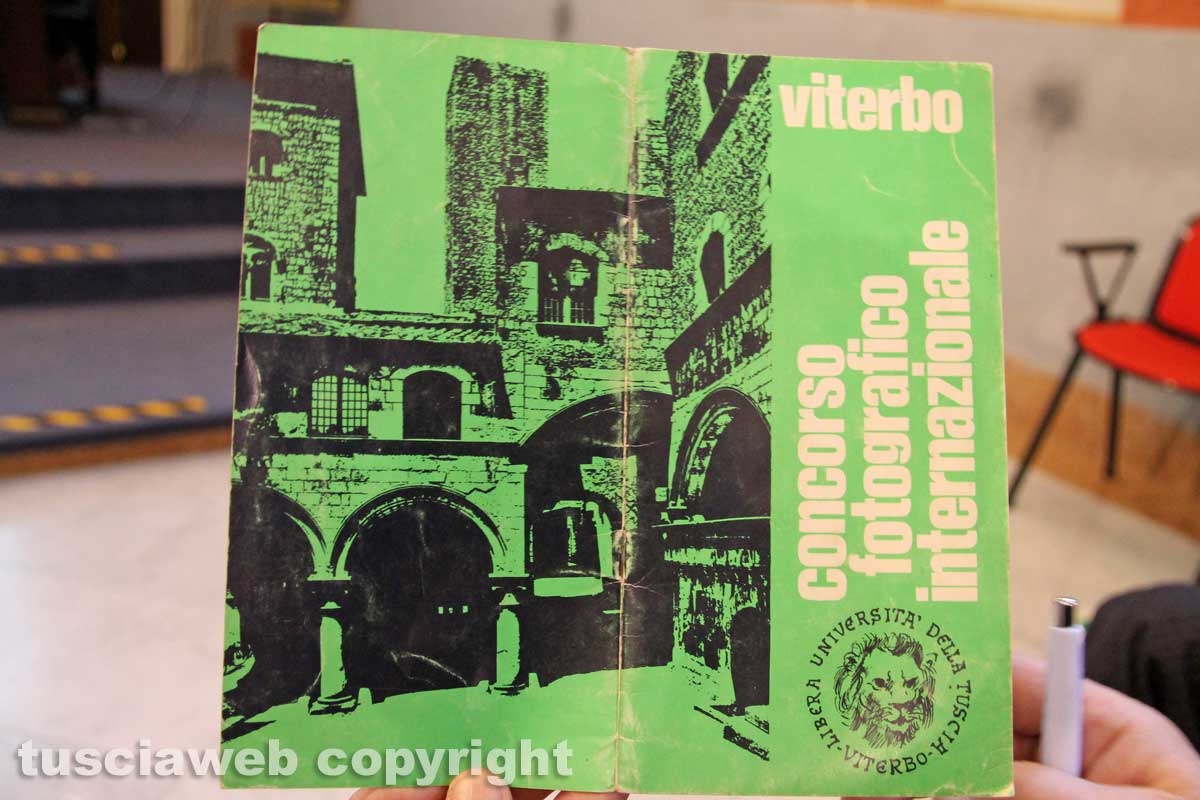 viterbo
concorso
fotografico
internazionale
LIBERA UNIVERSITA' DELLA TUSCIA - VITERBO -
tusciaweb copyright